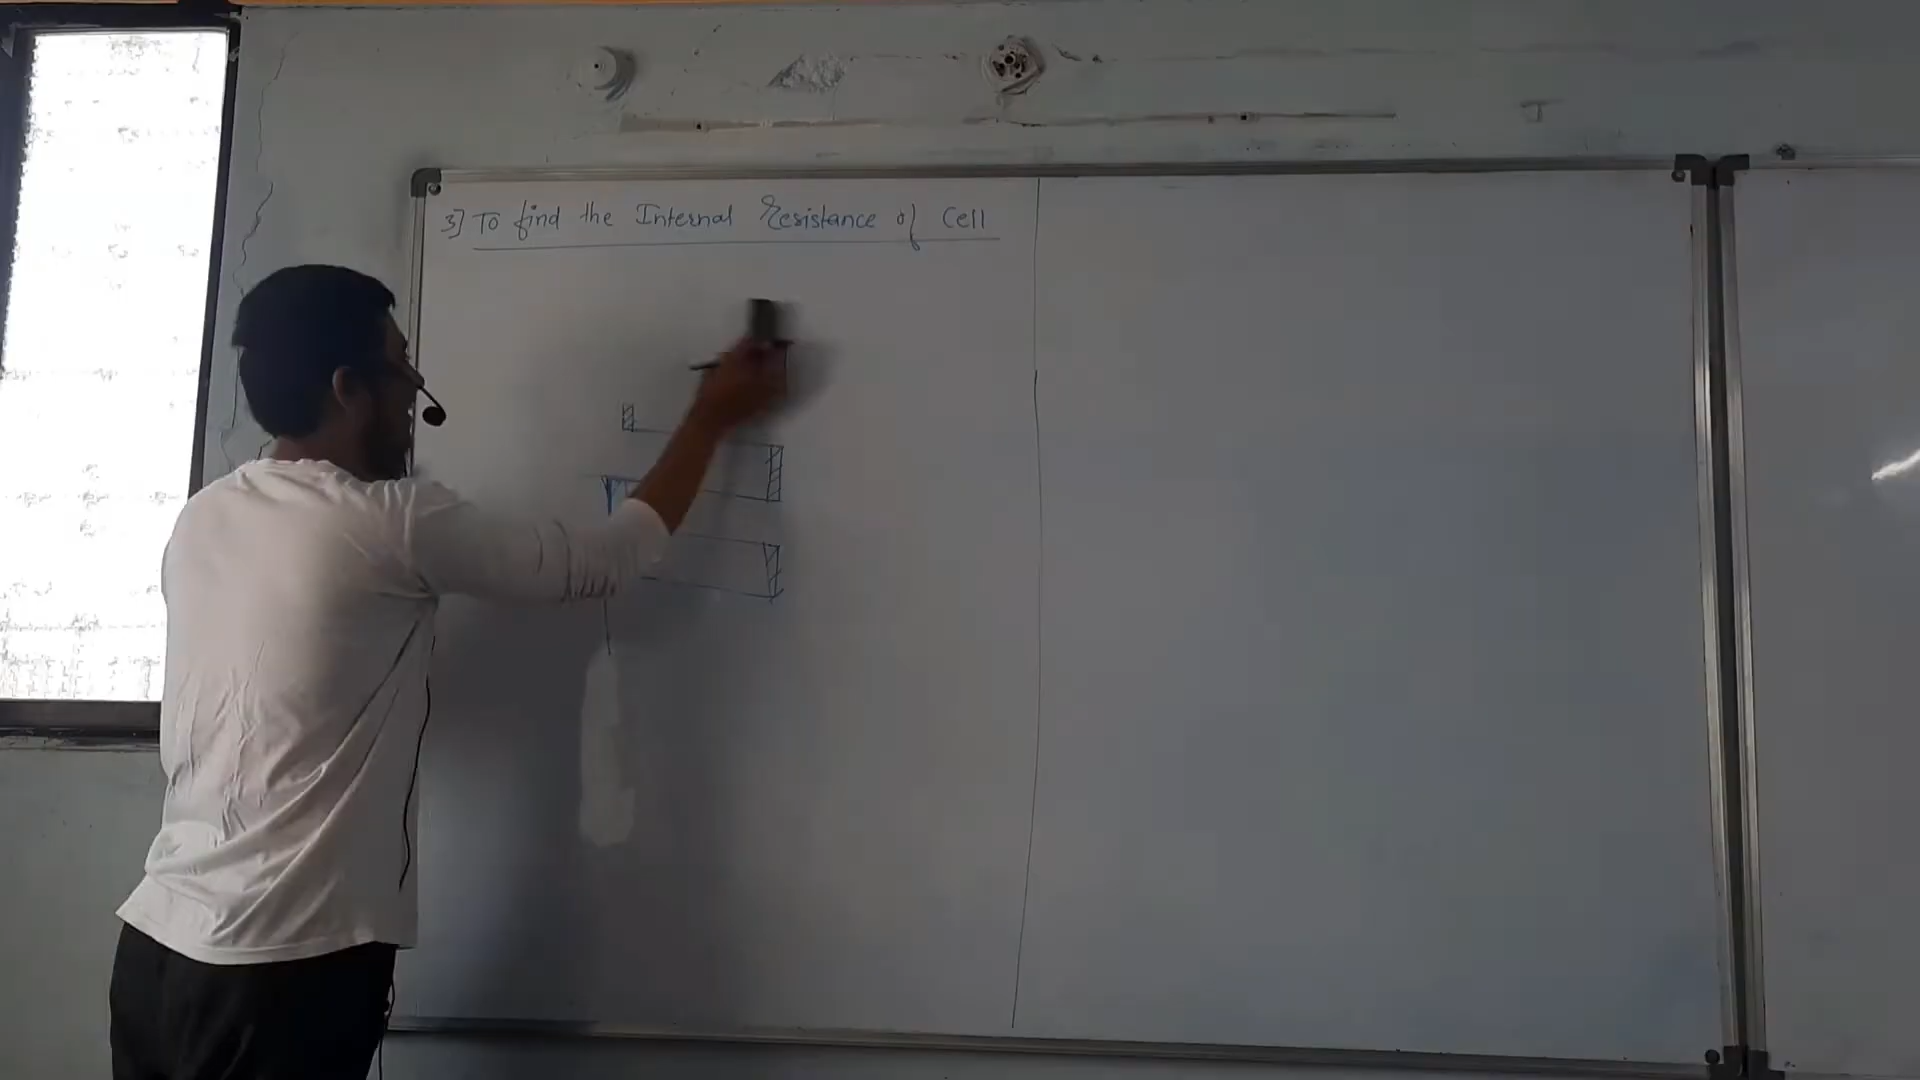 3] To find the Internal Resistance of Cell